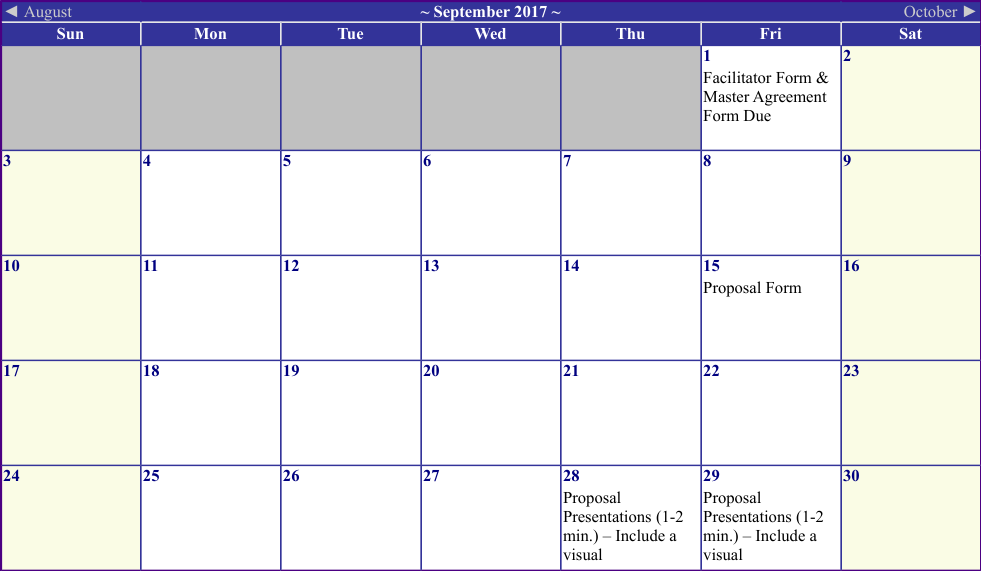 ◄ August ~ September 2017 ~ October ►
Sun Mon Tue Wed Thu Fri Sat
1 2
Facilitator Form &
Master Agreement
Form Due
3 4 5 6 7 8 9
10 11 12 13 14 15 16
Proposal Form
17 18 19 20 21 22 23
24 25 26 27 28 29 30
Proposal
Presentations (1-2
min.) – Include a
visual
Proposal
Presentations (1-2
min.) – Include a
visual